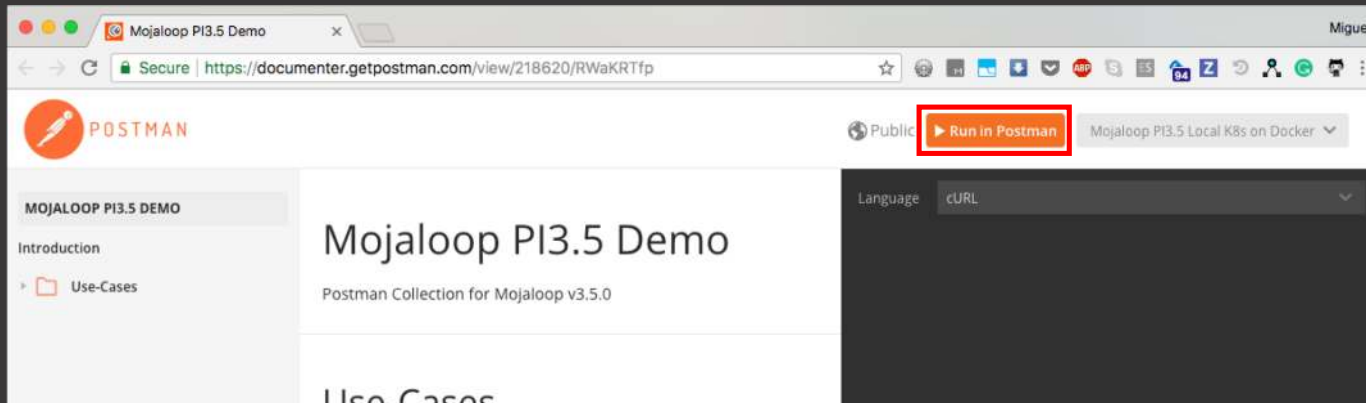 Mojaloop PI3.5 Demo
Migue
Secure | https://documenter.getpostman.com/view/218620/RWaKRTfp
ABP
94
Z
POSTMAN
Public
Run in Postman
Mojaloop PI3.5 Local K8s on Docker
MOJALOOP PI3.5 DEMO
Introduction
Use-Cases
Mojaloop PI3.5 Demo
Postman Collection for Mojaloop v3.5.0
Use-Cases
Language
cURL